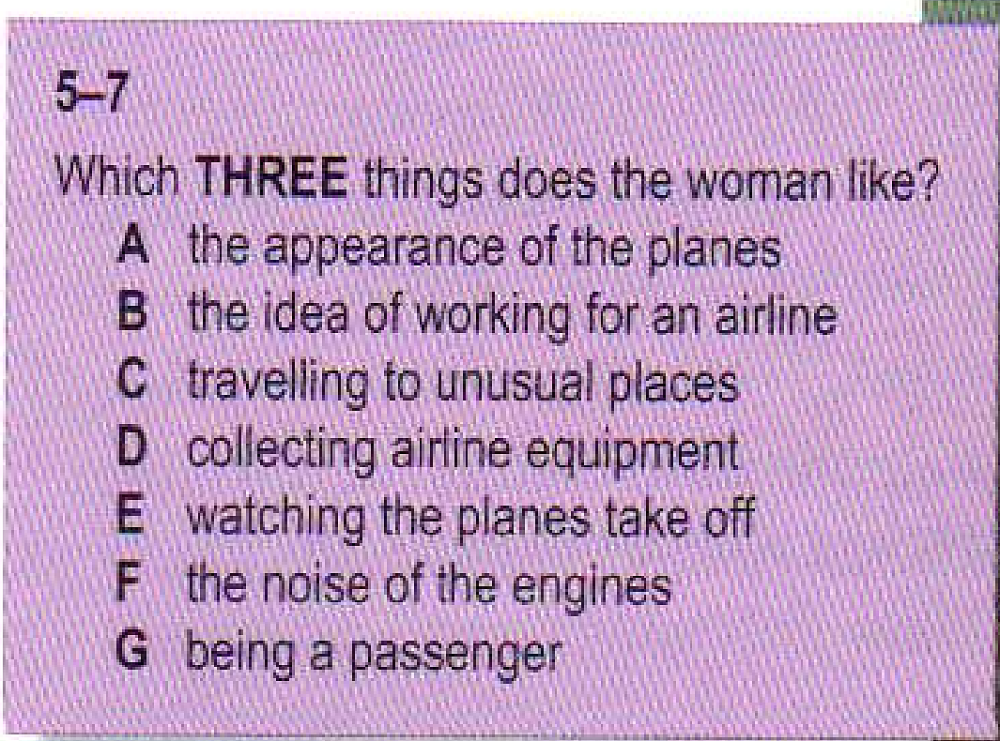 5–7
Which THREE things does the woman like?
A the appearance of the planes
B the idea of working for an airline
C travelling to unusual places
D collecting airline equipment
E watching the planes take off
F the noise of the engines
G being a passenger